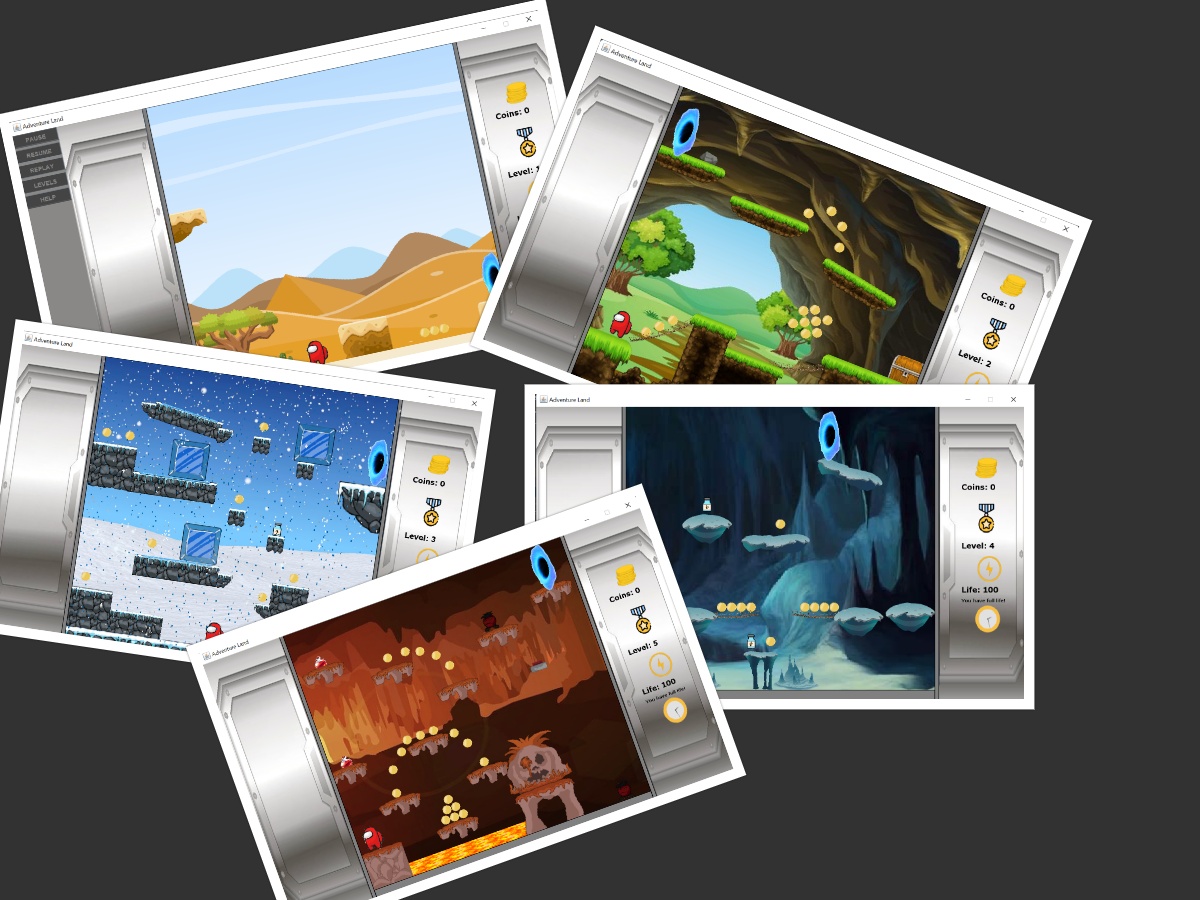 Adventure Land
PAUSE
RESUME
REPLAY
LEVELS
HELP
Coins: 0
Level:
Adventure Land
Coins: 0
Level: 2
Adventure Land
Coins: 0
Level: 3
Adventure Land
Coins: 0
Level: 4
Life: 100
You have full life!
Adventure Land
Coins: 0
Level: 5
Life: 100
You have full life!